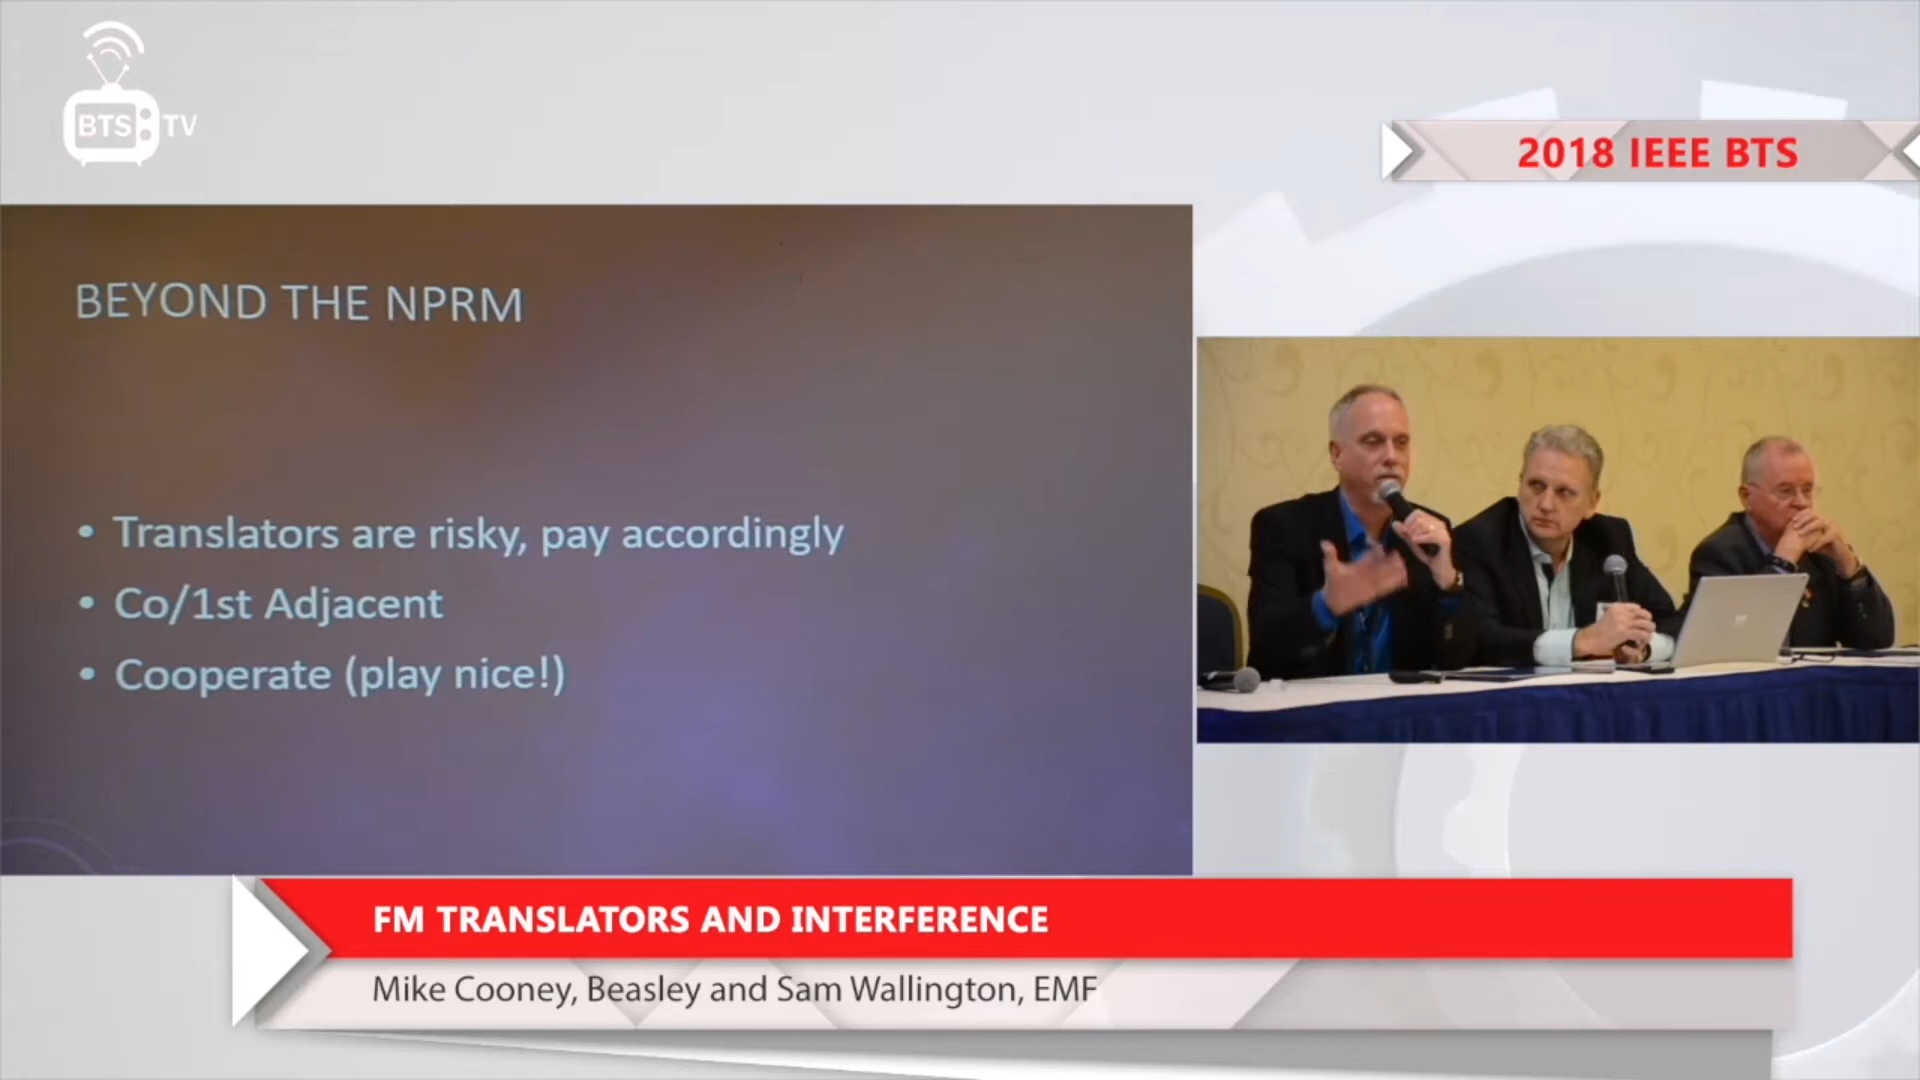 BTS TV
2018 IEEE BTS
BEYOND THE NPRM
• Translators are risky, pay accordingly
• Co/1st Adjacent
• Cooperate (play nice!)
FM TRANSLATORS AND INTERFERENCE
Mike Cooney, Beasley and Sam Wallington, EMF